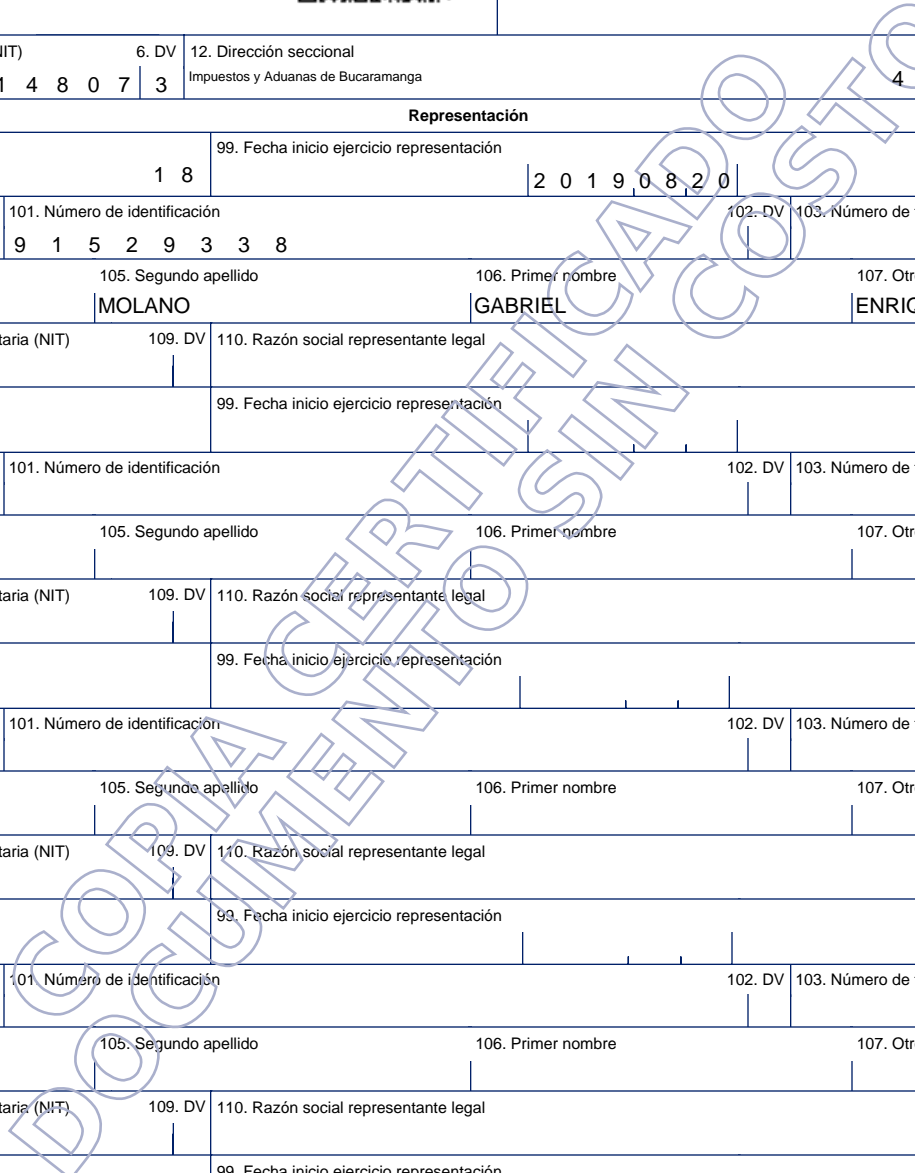 NIT) 6. DV 12. Dirección seccional
1 4 8 0 7 3 Impuestos y Aduanas de Bucaramanga 4
Representación
99. Fecha inicio ejercicio representación
1 8 2 0 1 9 0 8 2 0
101. Número de identificación 102. DV 103. Número de
9 1 5 2 9 3 3 8
105. Segundo apellido 106. Primer nombre 107. Otr
MOLANO GABRIEL ENRIQ
taria (NIT) 109. DV 110. Razón social representante legal
99. Fecha inicio ejercicio representación
101. Número de identificación 102. DV 103. Número de
105. Segundo apellido 106. Primer nombre 107. Otr
taria (NIT) 109. DV 110. Razón social representante legal
99. Fecha inicio ejercicio representación
101. Número de identificación 102. DV 103. Número de
105. Segundo apellido 106. Primer nombre 107. Otr
taria (NIT) 109. DV 110. Razón social representante legal
99. Fecha inicio ejercicio representación
101. Número de identificación 102. DV 103. Número de
105. Segundo apellido 106. Primer nombre 107. Otr
taria (NIT) 109. DV 110. Razón social representante legal
99. Fecha inicio ejercicio representación
COPIA CERTIFICADO
DOCUMENTO SIN COSTO